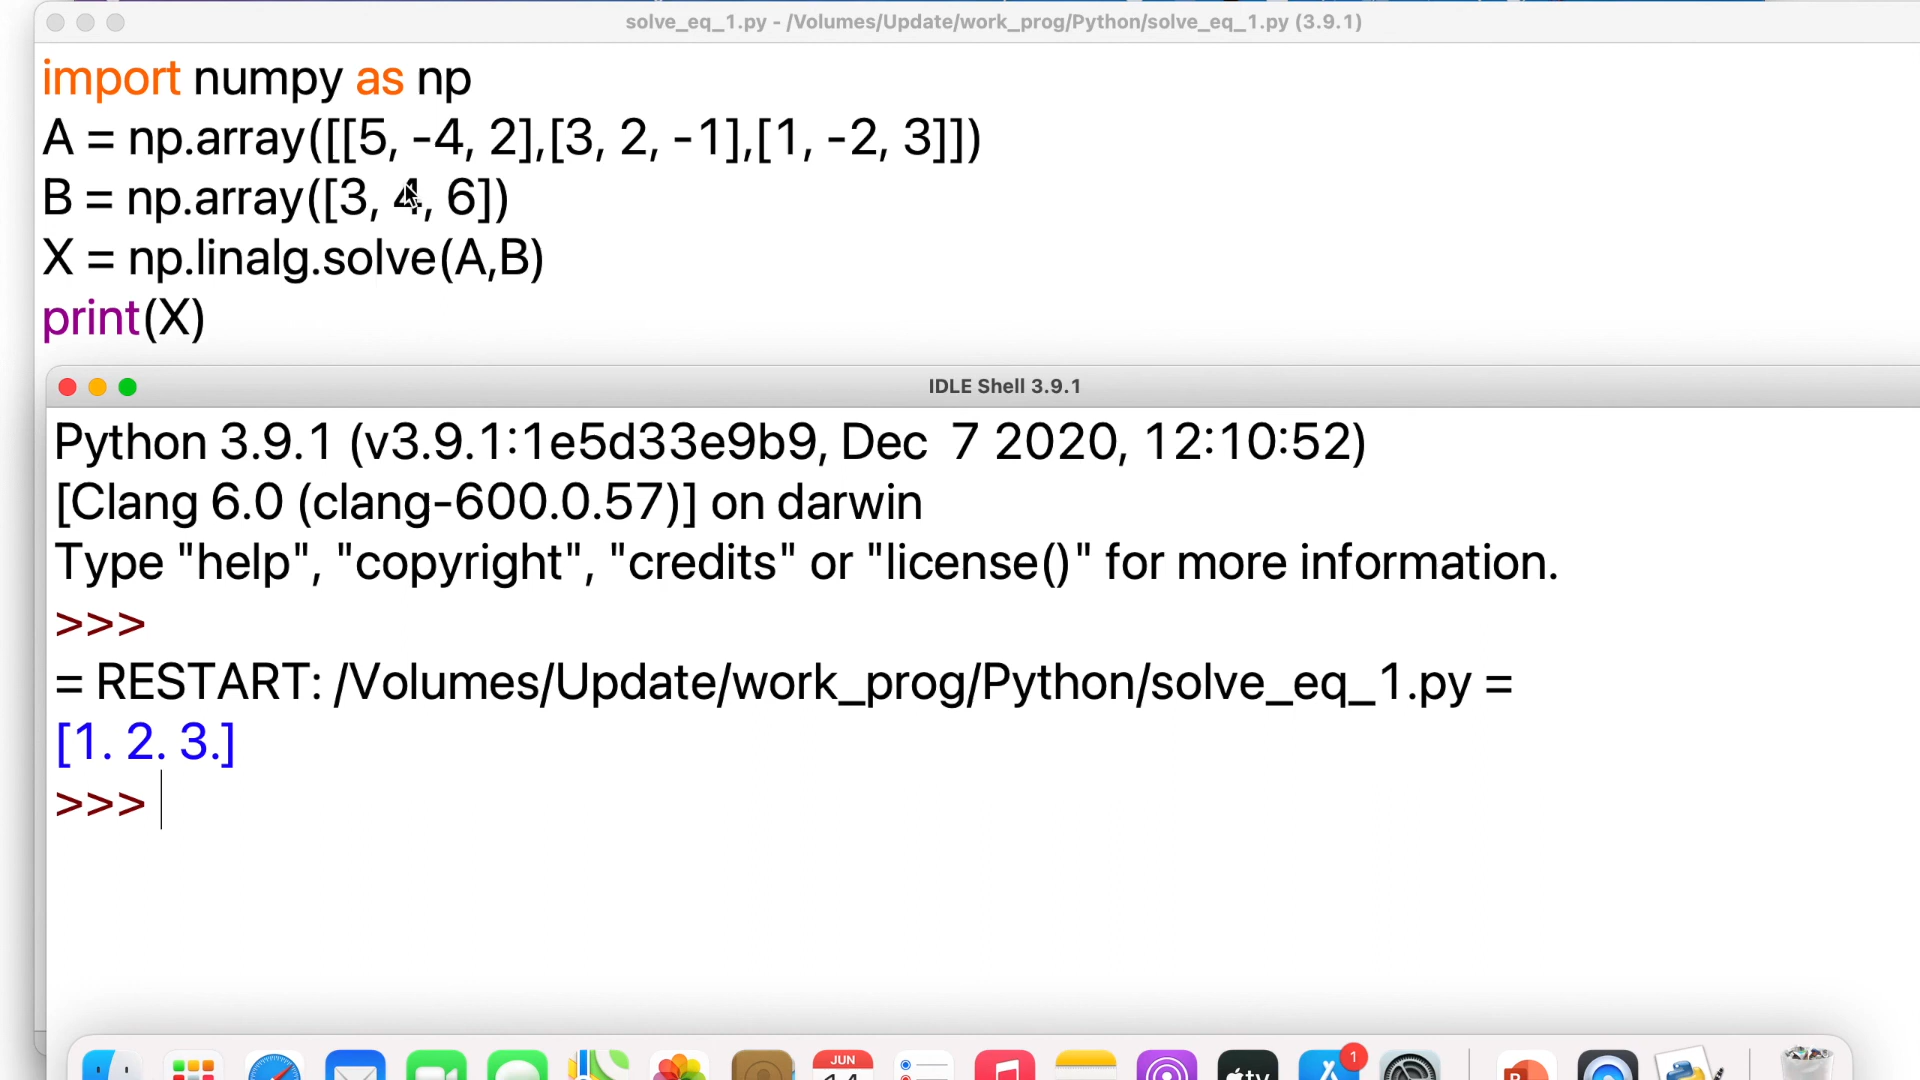 solve_eq_1.py - /Volumes/Update/work_prog/Python/solve_eq_1.py (3.9.1)
import numpy as np
A = np.array([[5, -4, 2],[3, 2, -1],[1, -2, 3]])
B = np.array([3, 4, 6])
X = np.linalg.solve(A,B)
print(X)
IDLE Shell 3.9.1
Python 3.9.1 (v3.9.1:1e5d33e9b9, Dec  7 2020, 12:10:52)
[Clang 6.0 (clang-600.0.57)] on darwin
Type "help", "copyright", "credits" or "license()" for more information.
>>>
= RESTART: /Volumes/Update/work_prog/Python/solve_eq_1.py =
[1. 2. 3.]
>>>
JUN
1
tv